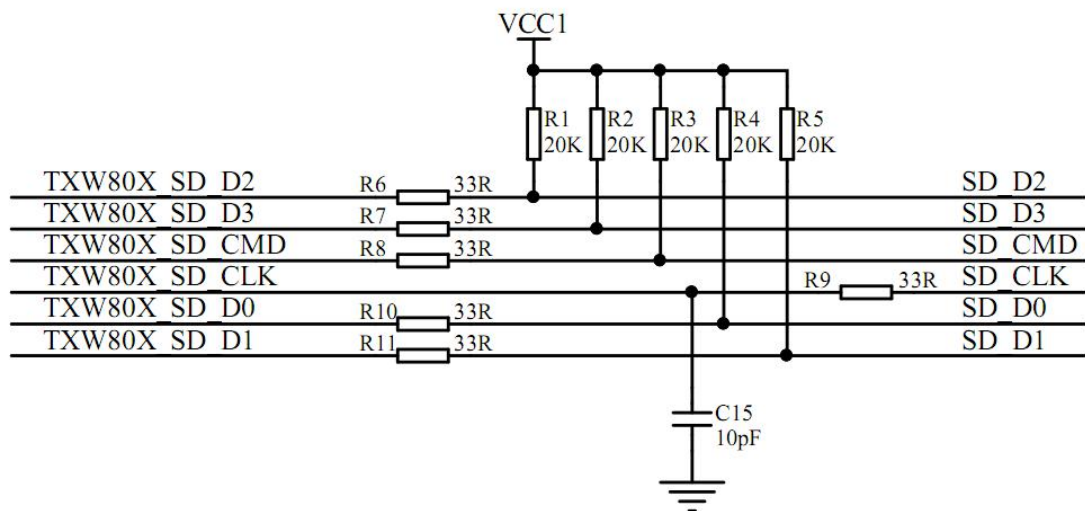 VCC1
R1 R2 R3 R4 R5
20K 20K 20K 20K 20K
TXW80X_SD_D2 R6 33R SD_D2
TXW80X_SD_D3 R7 33R SD_D3
TXW80X_SD_CMD R8 33R SD_CMD
TXW80X_SD_CLK R9 33R SD_CLK
TXW80X_SD_D0 R10 33R SD_D0
TXW80X_SD_D1 R11 33R SD_D1
C15
10pF